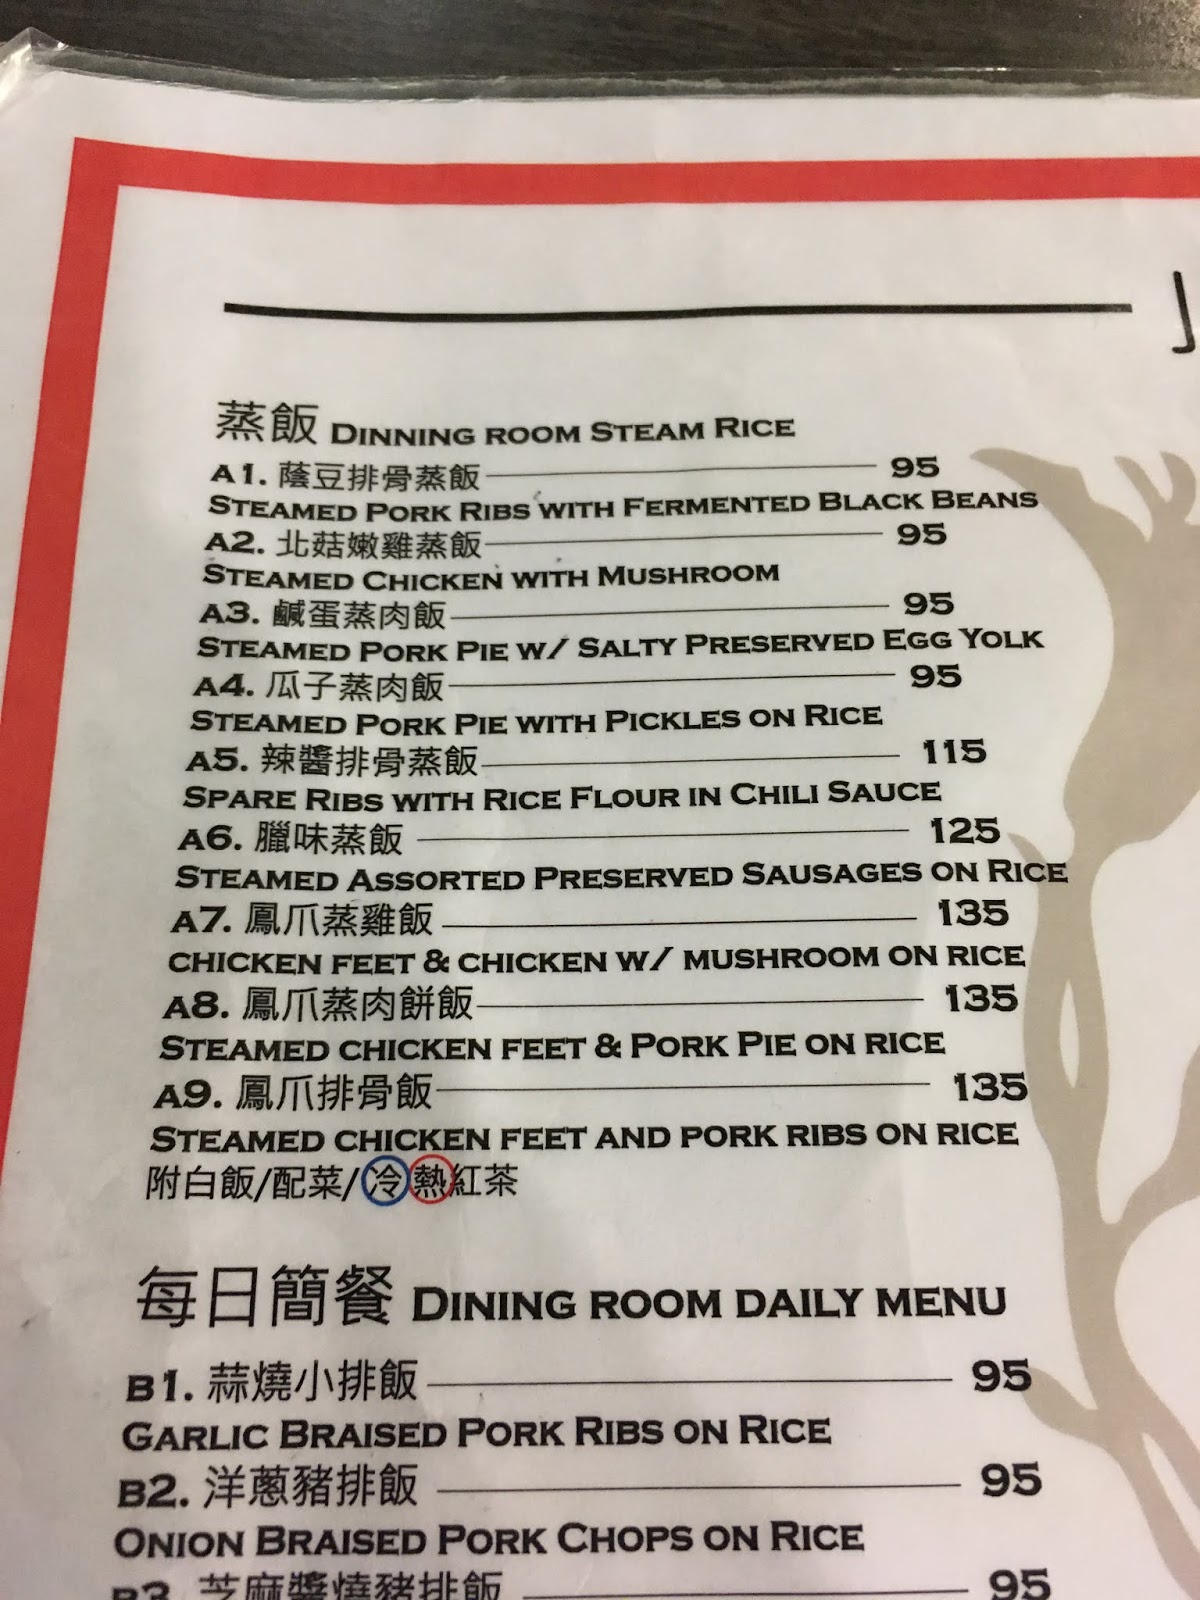 蒸飯 Dinning room Steam Rice
A1. 蔭豆排骨蒸飯 95
Steamed Pork Ribs with Fermented Black Beans
A2. 北菇嫩雞蒸飯 95
Steamed Chicken with Mushroom
A3. 鹹蛋蒸肉飯 95
Steamed Pork Pie w/ Salty Preserved Egg Yolk
A4. 瓜子蒸肉飯 95
Steamed Pork Pie with Pickles on Rice
A5. 辣醬排骨蒸飯 115
Spare Ribs with Rice Flour in Chili Sauce
A6. 臘味蒸飯 125
Steamed Assorted Preserved Sausages on Rice
A7. 鳳爪蒸雞飯 135
chicken feet & chicken w/ mushroom on rice
A8. 鳳爪蒸肉餅飯 135
Steamed chicken feet & Pork Pie on rice
A9. 鳳爪排骨飯 135
Steamed chicken feet and pork ribs on rice
附白飯/配菜/冷熱紅茶
每日簡餐 Dining room daily menu
B1. 蒜燒小排飯 95
Garlic Braised Pork Ribs on Rice
B2. 洋蔥豬排飯 95
Onion Braised Pork Chops on Rice
B3. 芝麻醬燒豬排飯 95